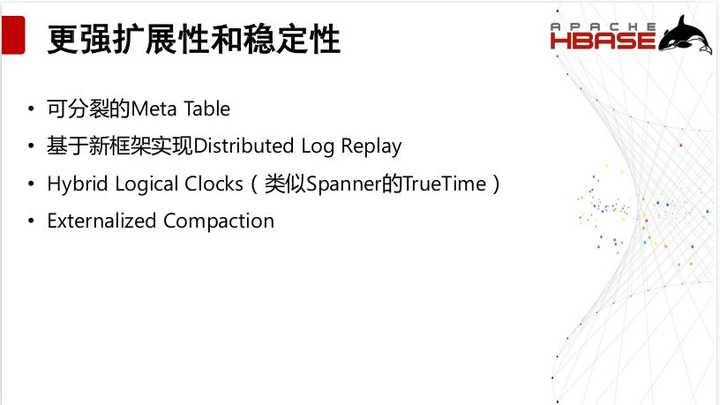 更强扩展性和稳定性
APACHE
HBASE
• 可分裂的Meta Table
• 基于新框架实现Distributed Log Replay
• Hybrid Logical Clocks（类似Spanner的TrueTime）
• Externalized Compaction